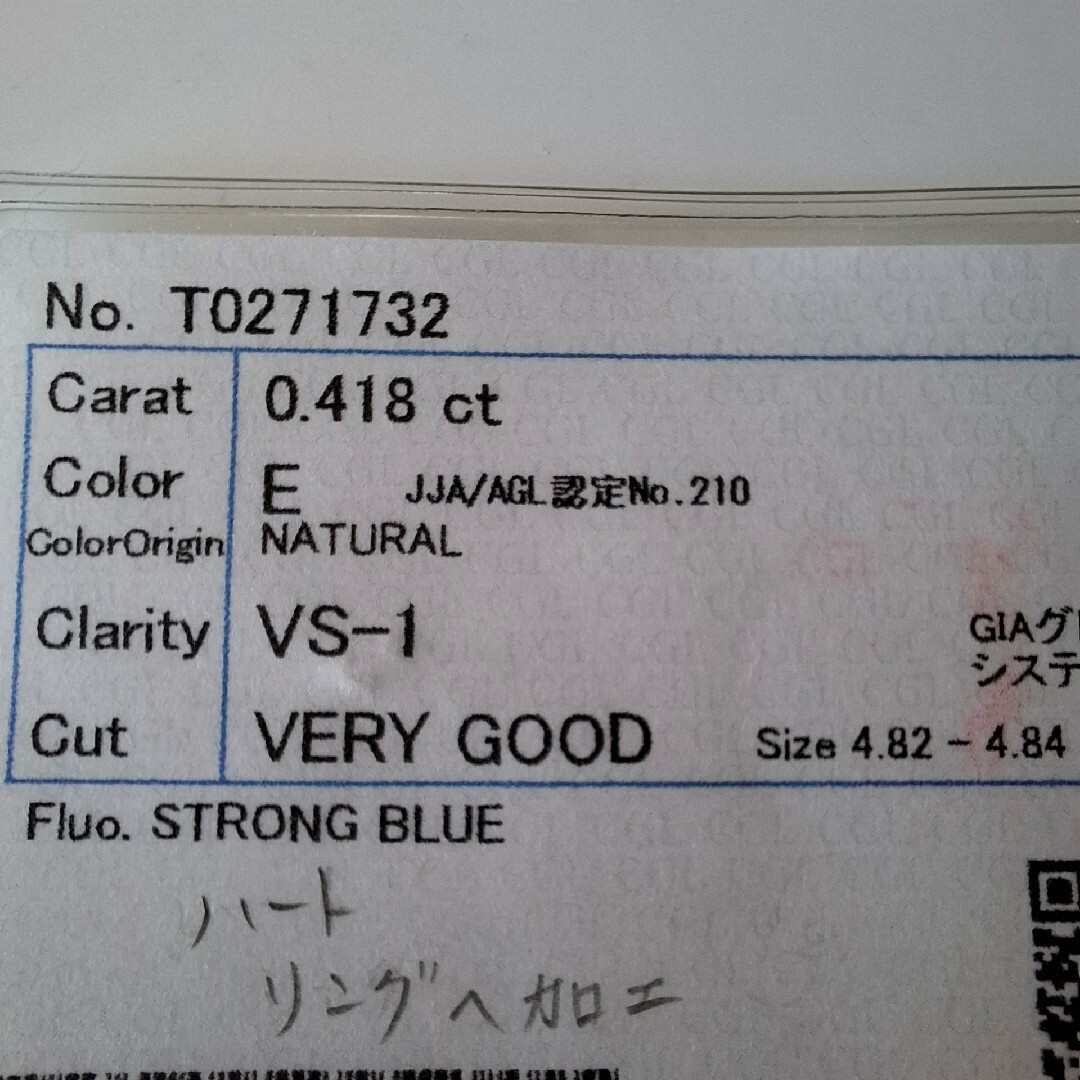 No. T0271732
Carat 0.418 ct
Color E JJA/AGL認定No.210
ColorOrigin NATURAL
Clarity VS-1 GIAグ
システ
Cut VERY GOOD Size 4.82 - 4.84
Fluo. STRONG BLUE
ハート
リングへ加工